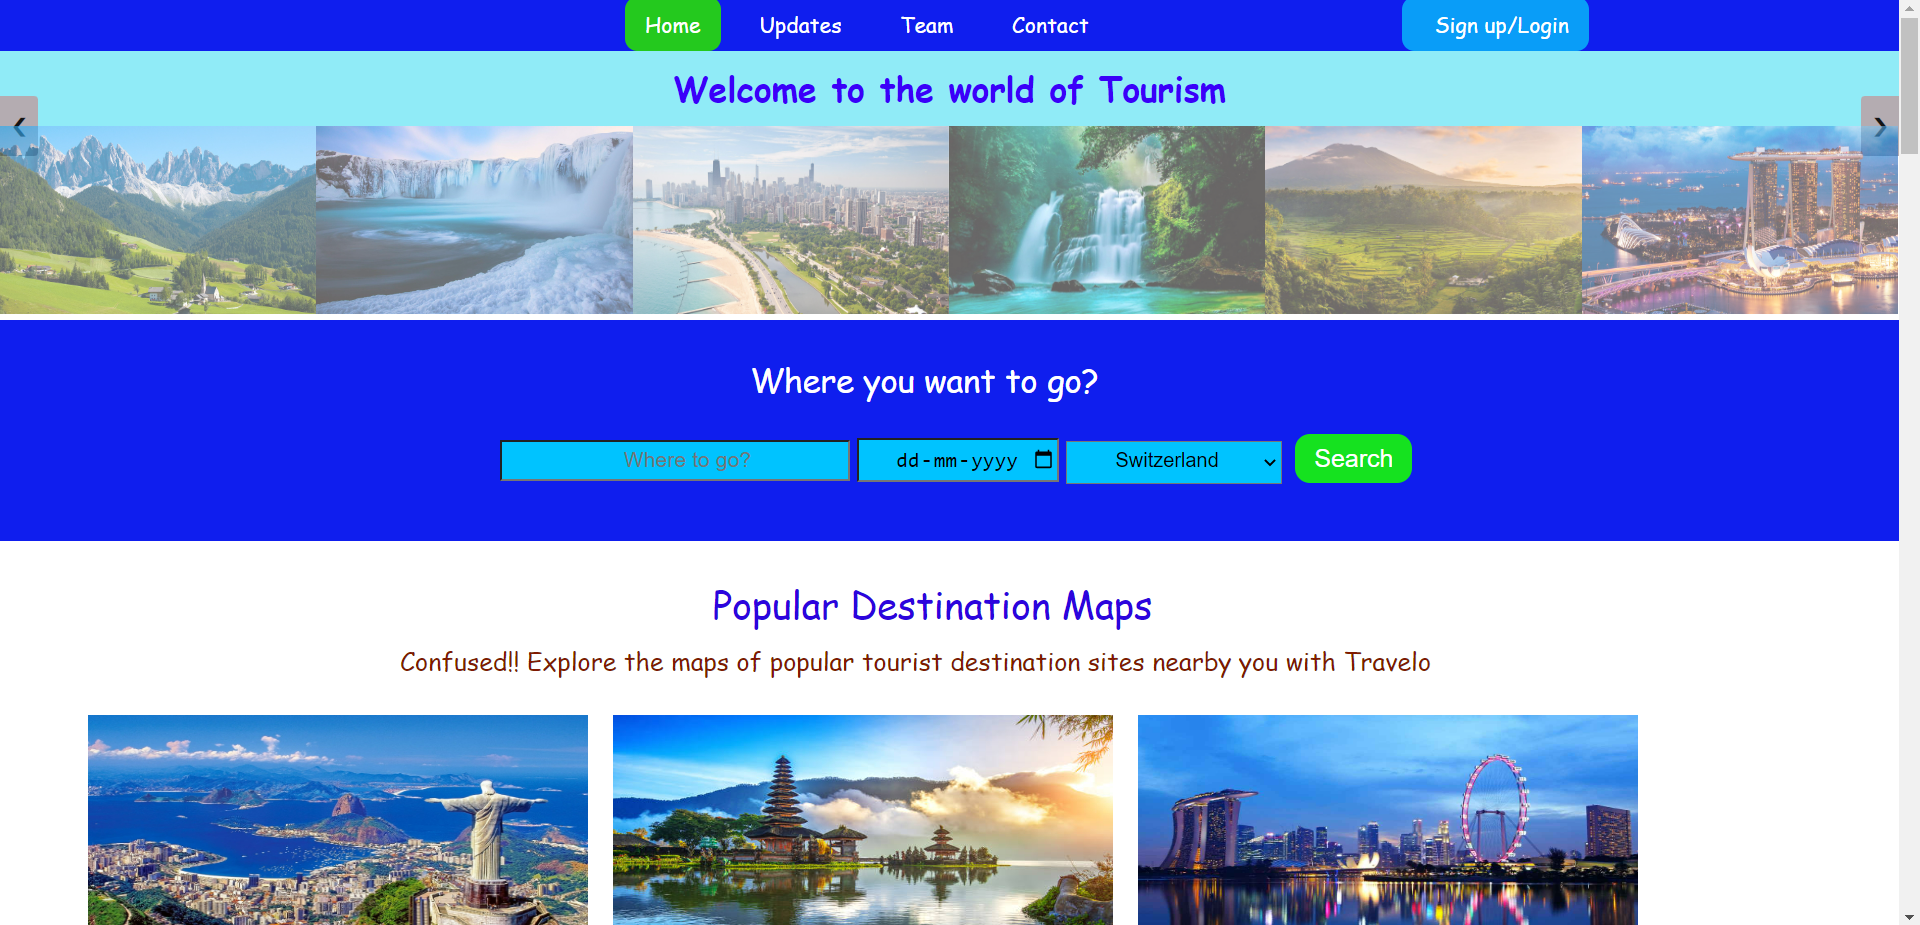 Home Updates Team Contact Sign up/Login
Welcome to the world of Tourism
❮ ❯
Where you want to go?
Where to go? dd-mm-yyyy Switzerland Search
Popular Destination Maps
Confused!! Explore the maps of popular tourist destination sites nearby you with Travelo